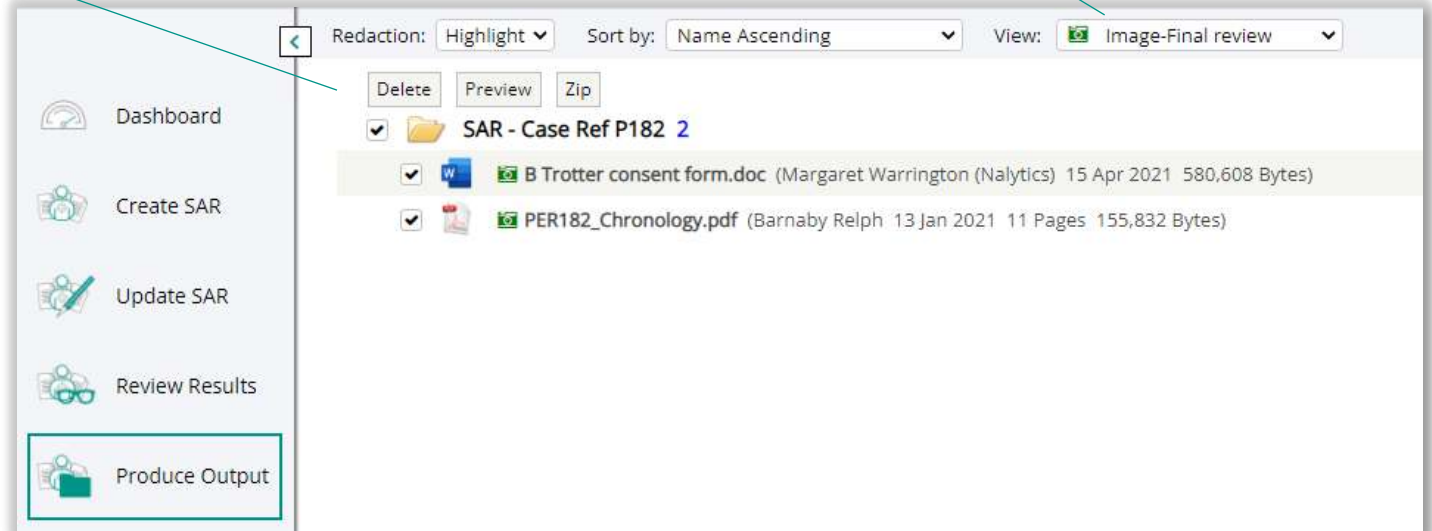 Redaction: Highlight Sort by: Name Ascending View: Image-Final review
Delete Preview Zip
SAR - Case Ref P182 2
B Trotter consent form.doc (Margaret Warrington (Nalytics) 15 Apr 2021 580,608 Bytes)
PER182_Chronology.pdf (Barnaby Relph 13 Jan 2021 11 Pages 155,832 Bytes)
Dashboard
Create SAR
Update SAR
Review Results
Produce Output